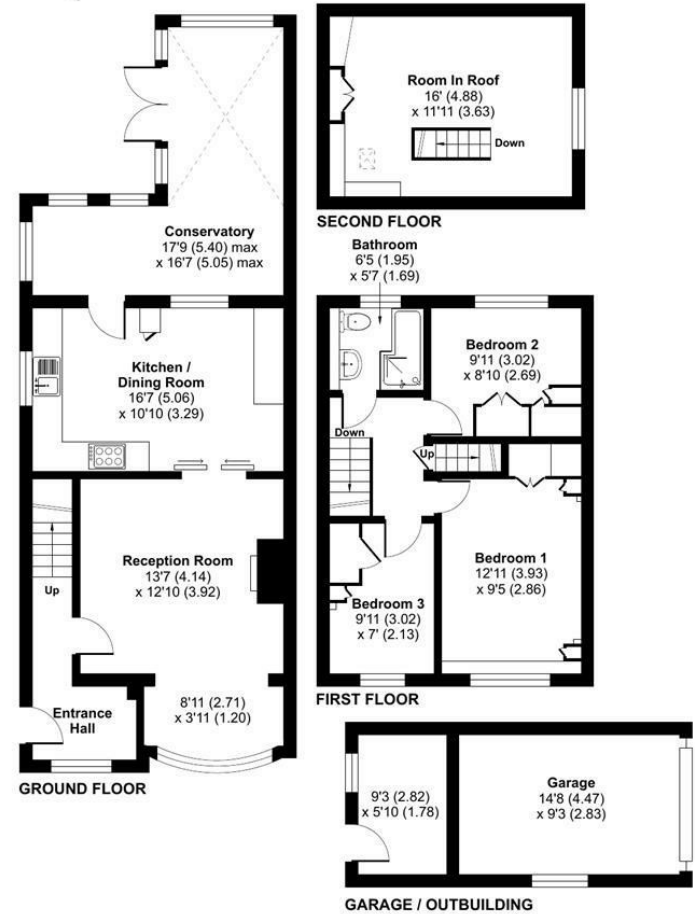 Room In Roof
16' (4.88)
x 11'11 (3.63)
Down
SECOND FLOOR
Conservatory
17'9 (5.40) max
x 16'7 (5.05) max
Kitchen /
Dining Room
16'7 (5.06)
x 10'10 (3.29)
Reception Room
13'7 (4.14)
x 12'10 (3.92)
Up
8'11 (2.71)
x 3'11 (1.20)
Entrance
Hall
GROUND FLOOR
Bathroom
6'5 (1.95)
x 5'7 (1.69)
Bedroom 2
9'11 (3.02)
x 8'10 (2.69)
Down
Up
Bedroom 1
12'11 (3.93)
x 9'5 (2.86)
Bedroom 3
9'11 (3.02)
x 7' (2.13)
FIRST FLOOR
9'3 (2.82)
x 5'10 (1.78)
Garage
14'8 (4.47)
x 9'3 (2.83)
GARAGE / OUTBUILDING